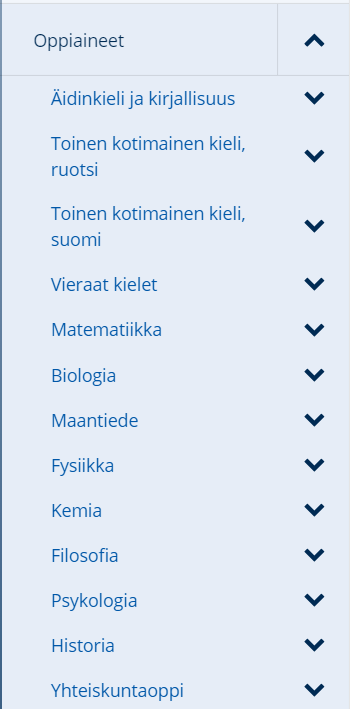 Oppiaineet
Äidinkieli ja kirjallisuus
Toinen kotimainen kieli,
ruotsi
Toinen kotimainen kieli,
suomi
Vieraat kielet
Matematiikka
Biologia
Maantiede
Fysiikka
Kemia
Filosofia
Psykologia
Historia
Yhteiskuntaoppi